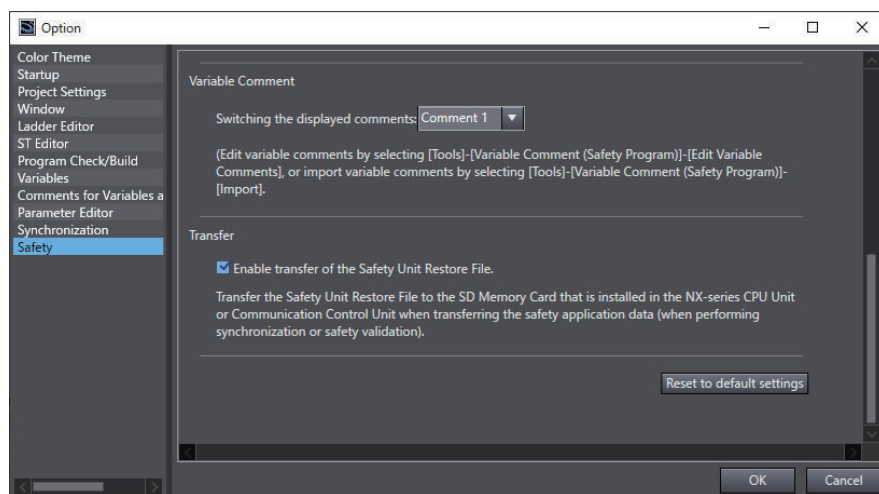 Option
Color Theme
Startup
Project Settings
Window
Ladder Editor
ST Editor
Program Check/Build
Variables
Comments for Variables a
Parameter Editor
Synchronization
Safety
Variable Comment
Switching the displayed comments: Comment 1
(Edit variable comments by selecting [Tools]-[Variable Comment (Safety Program)]-[Edit Variable
Comments], or import variable comments by selecting [Tools]-[Variable Comment (Safety Program)]-
[Import].
Transfer
Enable transfer of the Safety Unit Restore File.
Transfer the Safety Unit Restore File to the SD Memory Card that is installed in the NX-series CPU Unit
or Communication Control Unit when transferring the safety application data (when performing
synchronization or safety validation).
Reset to default settings
OK
Cancel